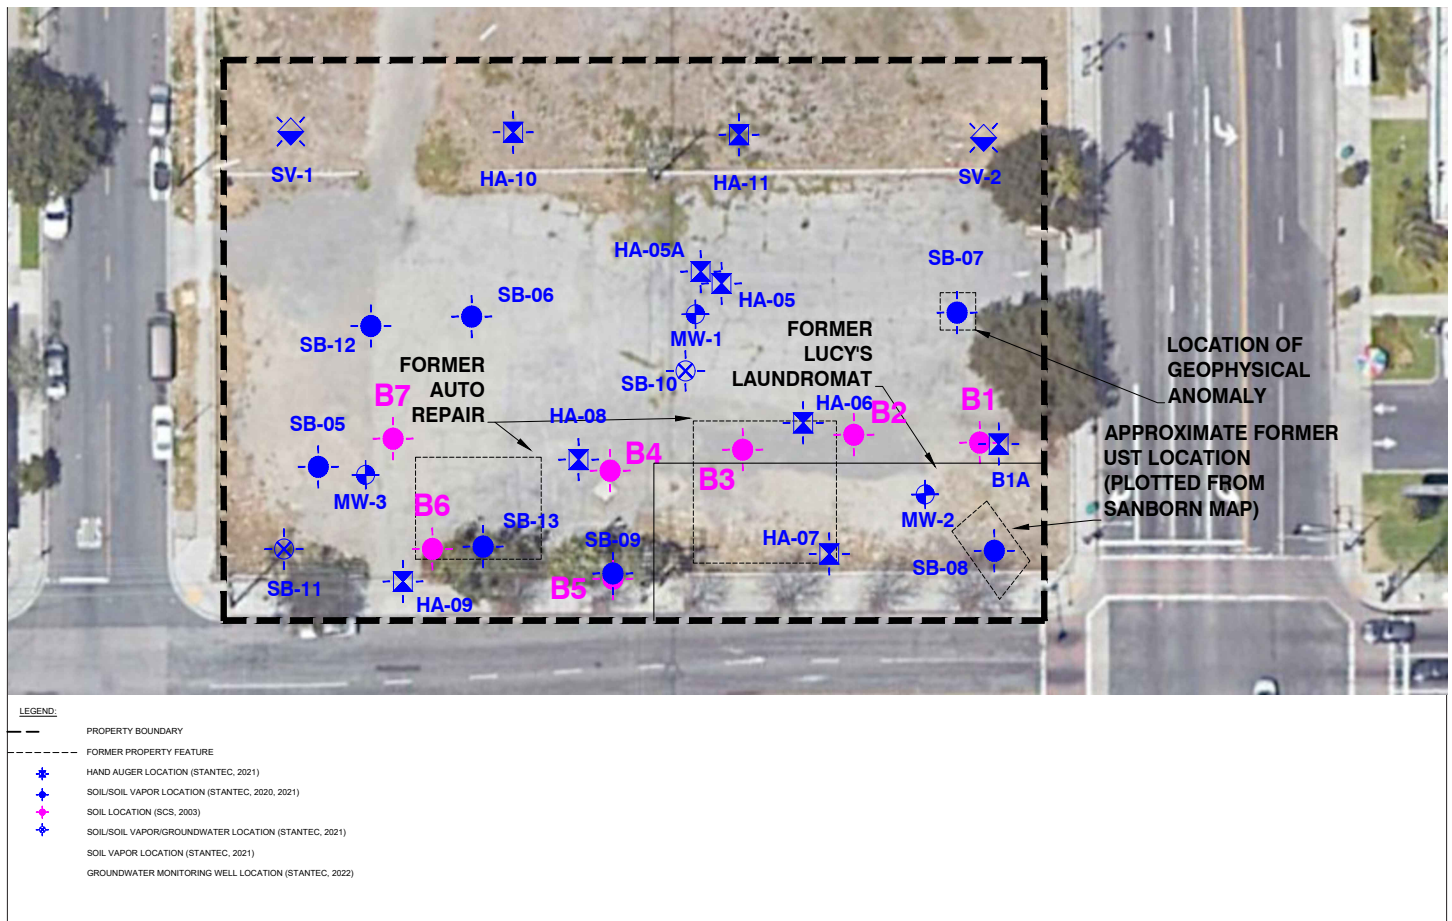 SV-1
HA-10
HA-11
SV-2
HA-05A
SB-07
SB-06
HA-05
MW-1
SB-12
FORMER
LUCY'S
LAUNDROMAT
LOCATION OF
GEOPHYSICAL
ANOMALY
FORMER
AUTO
REPAIR
SB-10
B7
HA-08
HA-06
B2
B1
SB-05
B4
B3
B1A
APPROXIMATE FORMER
UST LOCATION
(PLOTTED FROM
SANBORN MAP)
MW-3
B6
SB-13
MW-2
SB-09
HA-07
SB-08
SB-11
B5
HA-09
LEGEND:
PROPERTY BOUNDARY
FORMER PROPERTY FEATURE
HAND AUGER LOCATION (STANTEC, 2021)
SOIL/SOIL VAPOR LOCATION (STANTEC, 2020, 2021)
SOIL LOCATION (SCS, 2003)
SOIL/SOIL VAPOR/GROUNDWATER LOCATION (STANTEC, 2021)
SOIL VAPOR LOCATION (STANTEC, 2021)
GROUNDWATER MONITORING WELL LOCATION (STANTEC, 2022)